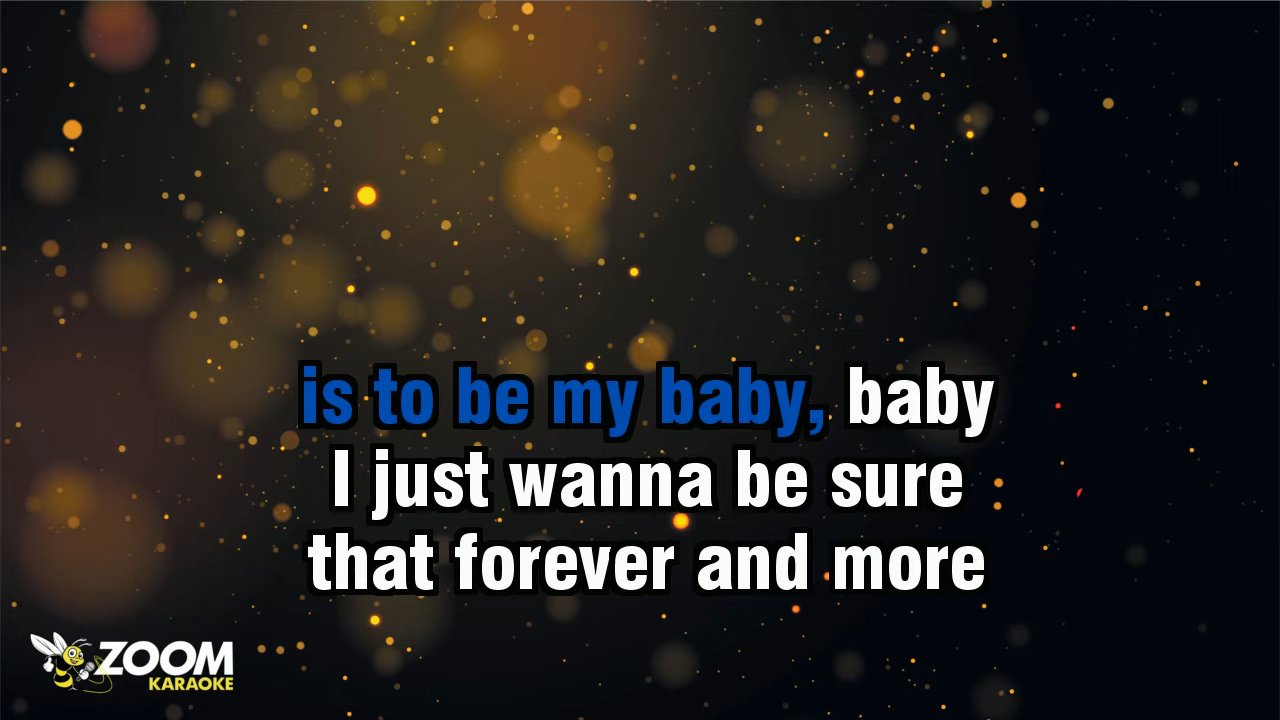 is to be my baby, baby
I just wanna be sure
that forever and more
ZOOM
KARAOKE